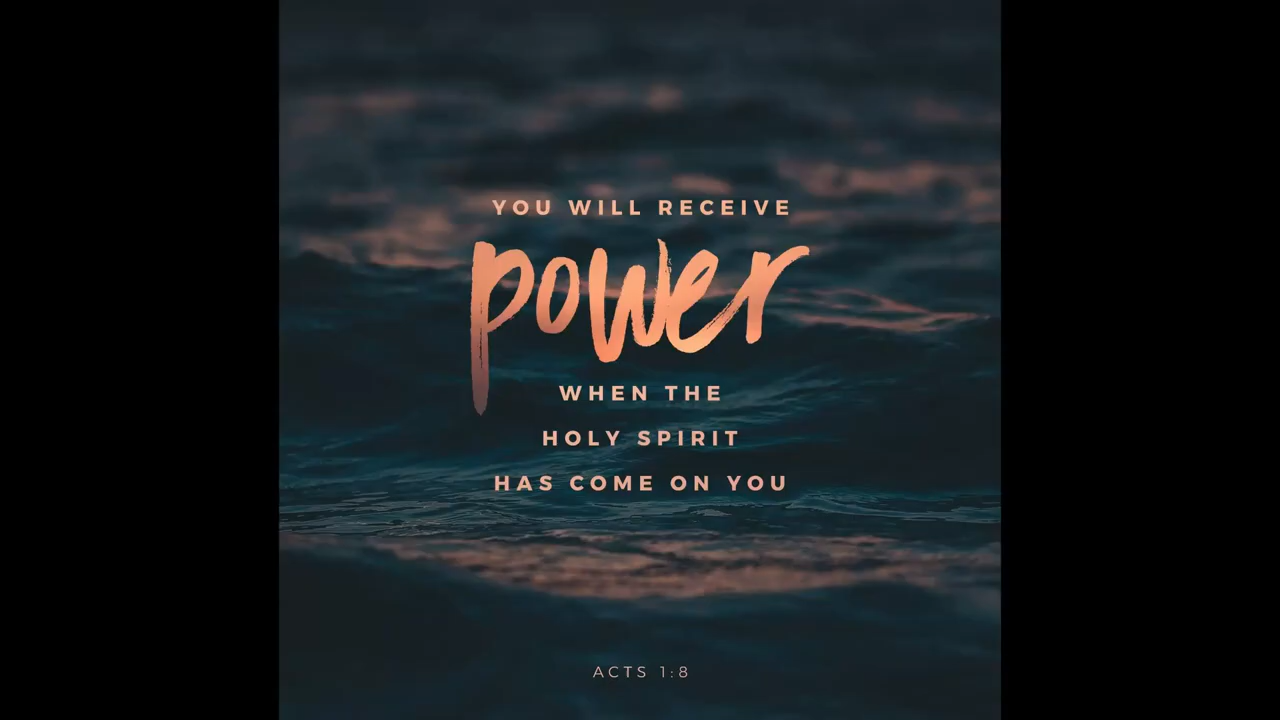 YOU WILL RECEIVE
power
WHEN THE
HOLY SPIRIT
HAS COME ON YOU
ACTS 1:8